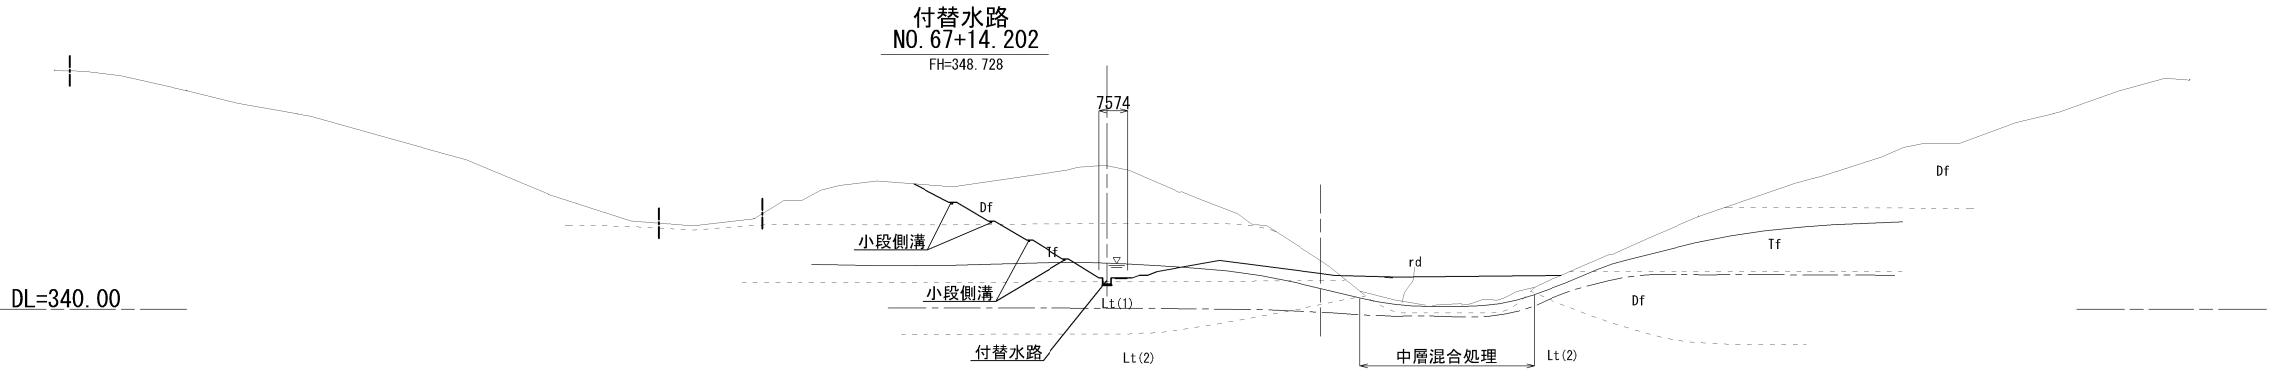 付替水路
NO. 67+14. 202
FH=348. 728
7574
Df
Df
小段側溝
Tf
Tf
rd
小段側溝
DL=340. 00
Lt(1)
Df
付替水路
Lt(2)
中層混合処理
Lt(2)